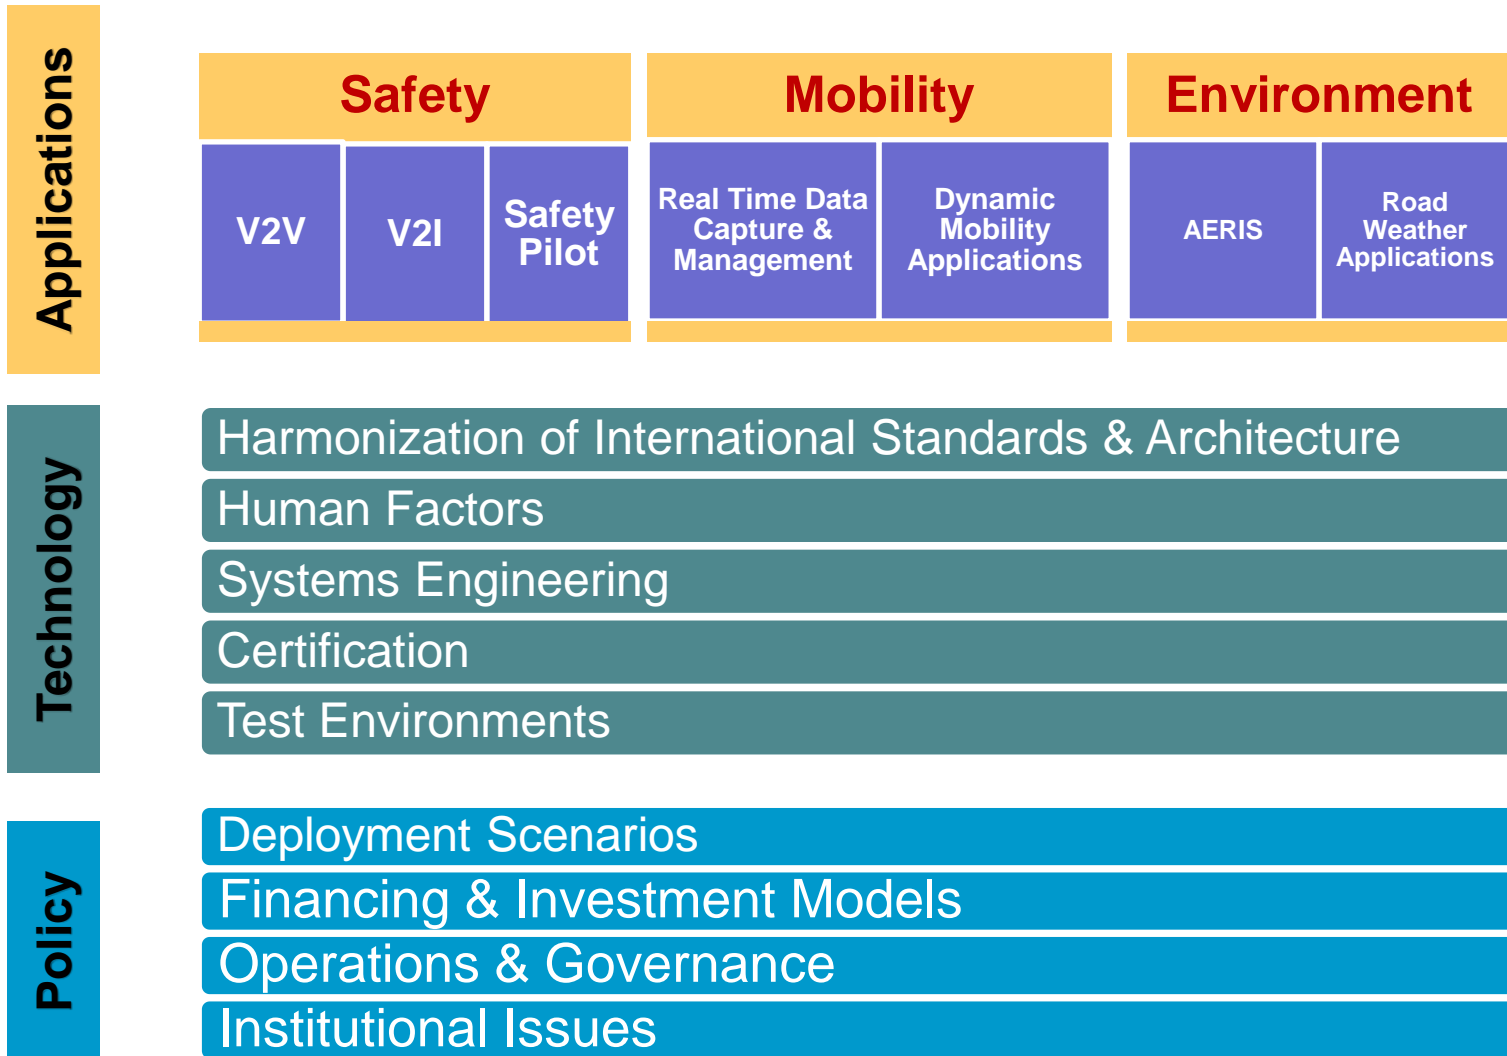 Applications
Safety
Mobility
Environment
V2V
V2I
Safety
Pilot
Real Time Data
Capture &
Management
Dynamic
Mobility
Applications
AERIS
Road
Weather
Applications
Technology
Harmonization of International Standards & Architecture
Human Factors
Systems Engineering
Certification
Test Environments
Policy
Deployment Scenarios
Financing & Investment Models
Operations & Governance
Institutional Issues